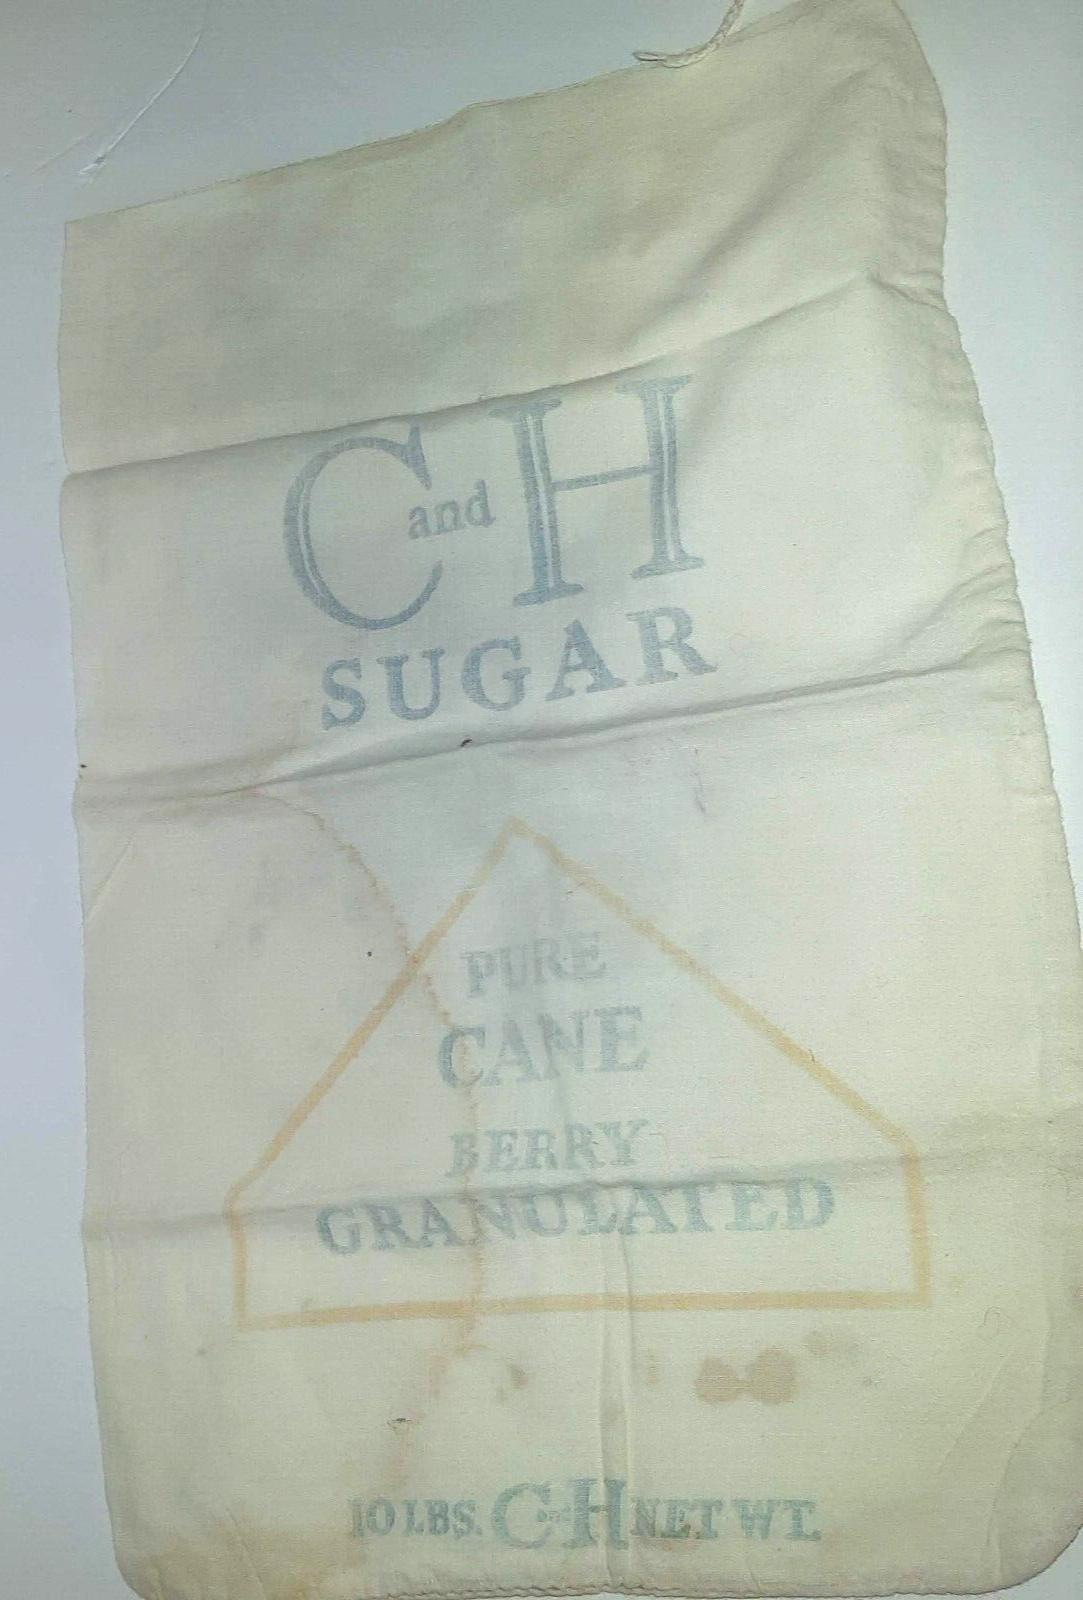 C and H
SUGAR
PURE
CANE
BERRY
GRANULATED
10 LBS. C and H NET WT.